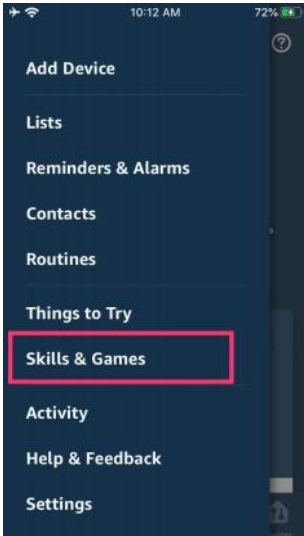 10:12 AM
72%
?
Add Device
Lists
Reminders & Alarms
Contacts
Routines
Things to Try
Skills & Games
Activity
Help & Feedback
Settings